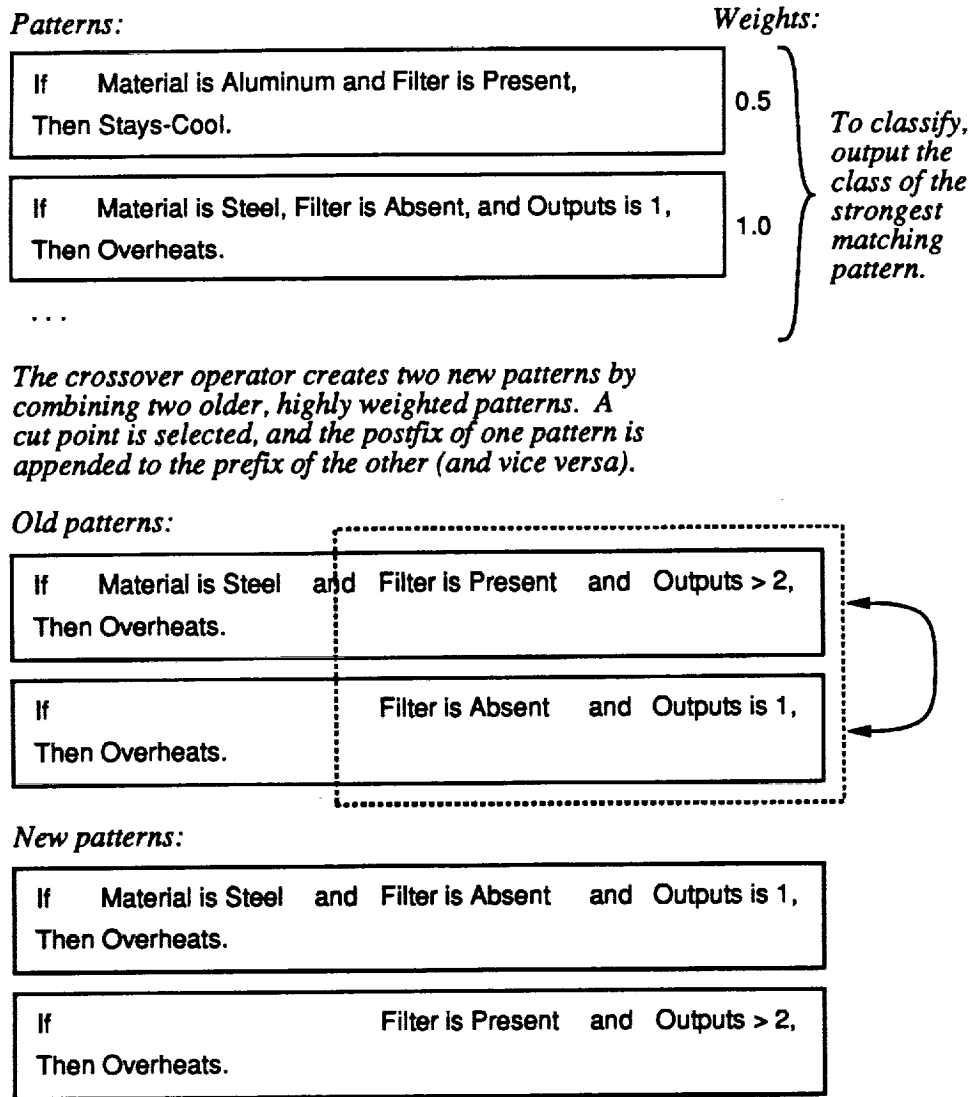 Patterns:
Weights:
If Material is Aluminum and Filter is Present,
Then Stays-Cool.
0.5
If Material is Steel, Filter is Absent, and Outputs is 1,
Then Overheats.
1.0
To classify,
output the
class of the
strongest
matching
pattern.
. . .
The crossover operator creates two new patterns by
combining two older, highly weighted patterns. A
cut point is selected, and the postfix of one pattern is
appended to the prefix of the other (and vice versa).
Old patterns:
If Material is Steel and Filter is Present and Outputs > 2,
Then Overheats.
If Filter is Absent and Outputs is 1,
Then Overheats.
New patterns:
If Material is Steel and Filter is Absent and Outputs is 1,
Then Overheats.
If Filter is Present and Outputs > 2,
Then Overheats.